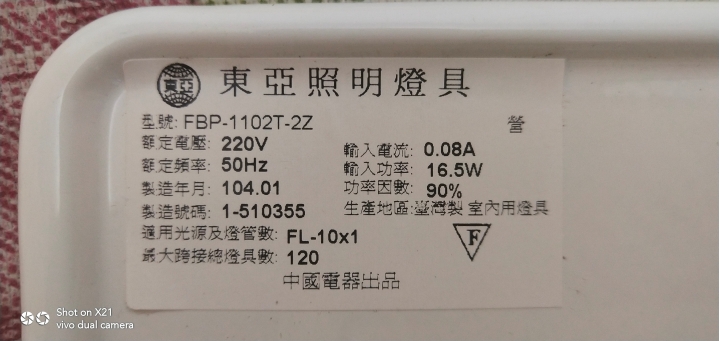 東亞 東亞照明燈具
型號: FBP-1102T-2Z 營
額定電壓: 220V
額定頻率: 50Hz
製造年月: 104.01
製造號碼: 1-510355
輸入電流: 0.08A
輸入功率: 16.5W
功率因數: 90%
生產地區:臺灣製 室內用燈具
適用光源及燈管數: FL-10x1
最大跨接總燈具數: 120
F
中國電器出品
Shot on X21
vivo dual camera